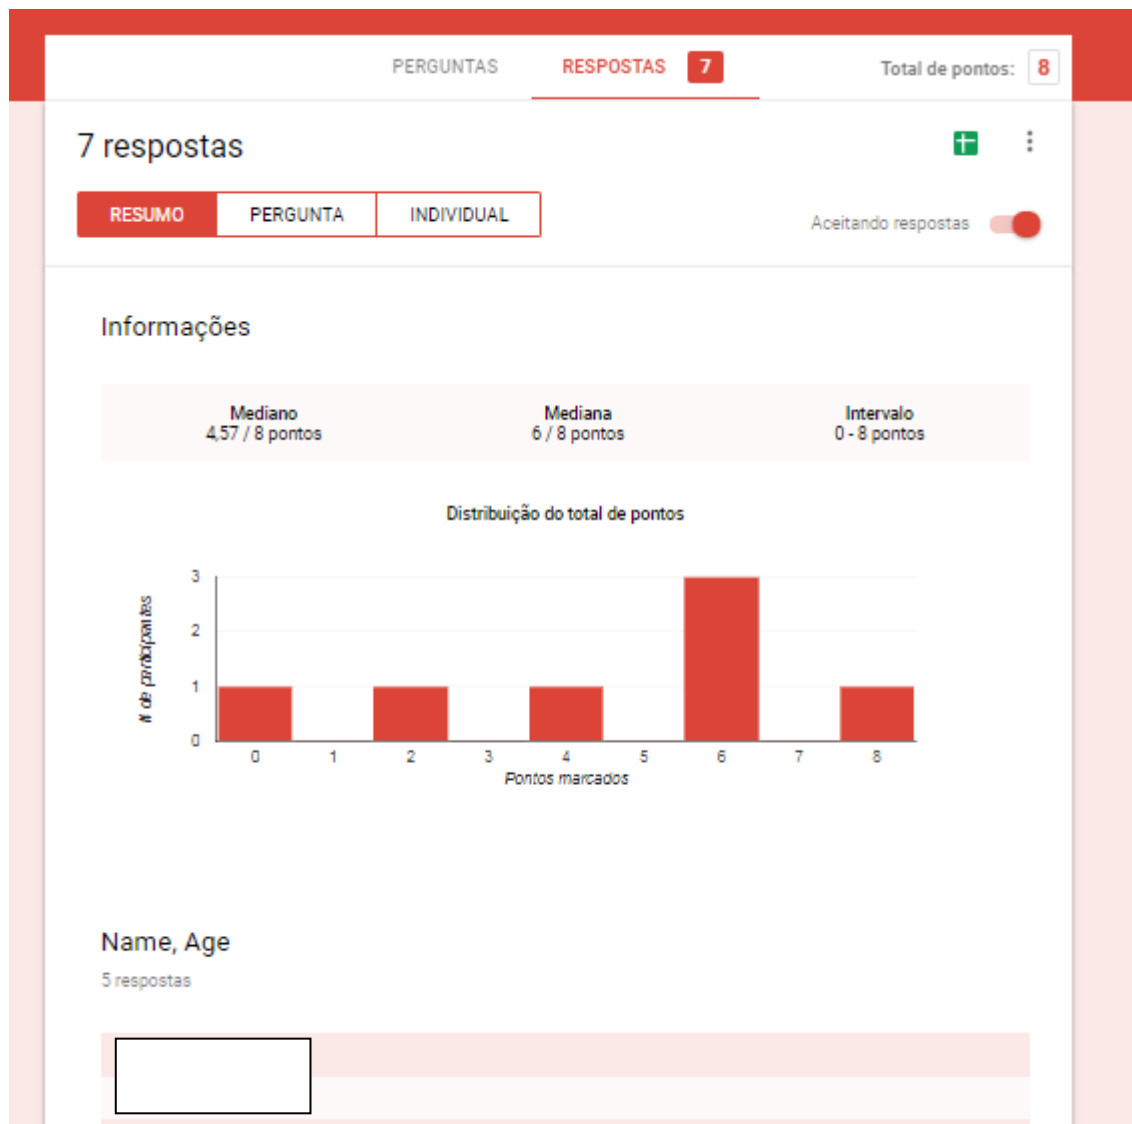 PERGUNTAS RESPOSTAS 7 Total de pontos: 8
7 respostas
RESUMO PERGUNTA INDIVIDUAL
Aceitando respostas
Informações
Mediano Mediana Intervalo
4,57 / 8 pontos 6 / 8 pontos 0 - 8 pontos
Distribuição do total de pontos
# de participantes
3
2
1
0
0 1 2 3 4 5 6 7 8
Pontos marcados
Name, Age
5 respostas